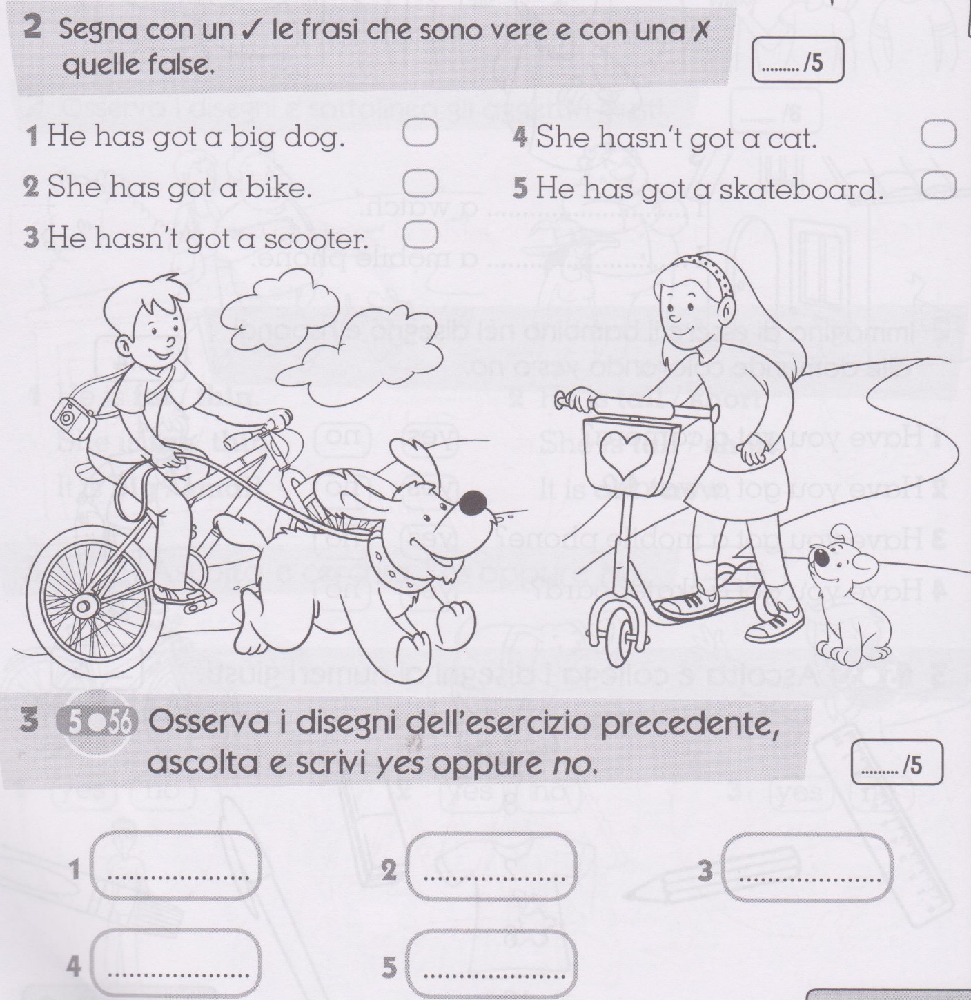 2 Segna con un ✓ le frasi che sono vere e con una ✗
quelle false.
......... /5
1 He has got a big dog.
2 She has got a bike.
3 He hasn't got a scooter.
4 She hasn't got a cat.
5 He has got a skateboard.
3 5•56 Osserva i disegni dell'esercizio precedente,
ascolta e scrivi yes oppure no.
......... /5
1 ....................
2 ....................
3 ....................
4 ....................
5 ....................